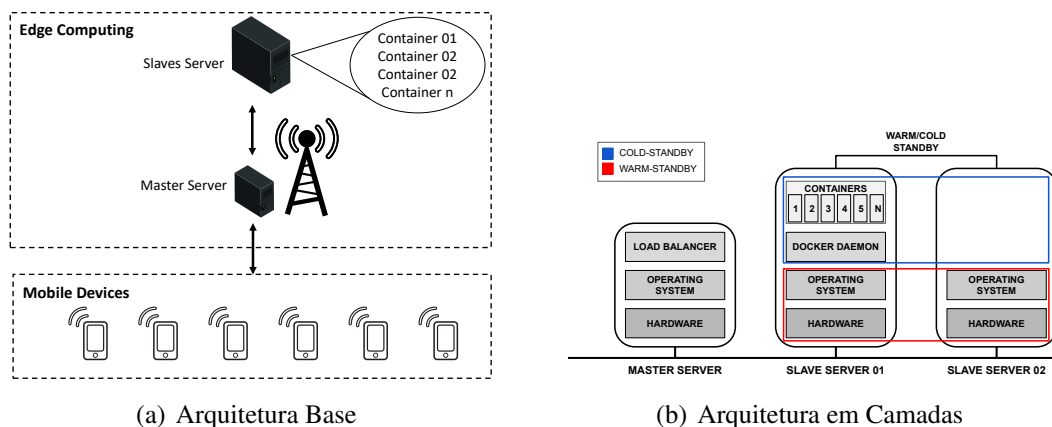 Edge Computing
Slaves Server
Container 01
Container 02
Container 02
Container n
Master Server
Mobile Devices
(a) Arquitetura Base
COLD-STANDBY
WARM-STANDBY
WARM/COLD
STANDBY
CONTAINERS
1 2 3 4 5 N
LOAD BALANCER
DOCKER DAEMON
OPERATING
SYSTEM
OPERATING
SYSTEM
OPERATING
SYSTEM
HARDWARE
HARDWARE
HARDWARE
MASTER SERVER
SLAVE SERVER 01
SLAVE SERVER 02
(b) Arquitetura em Camadas